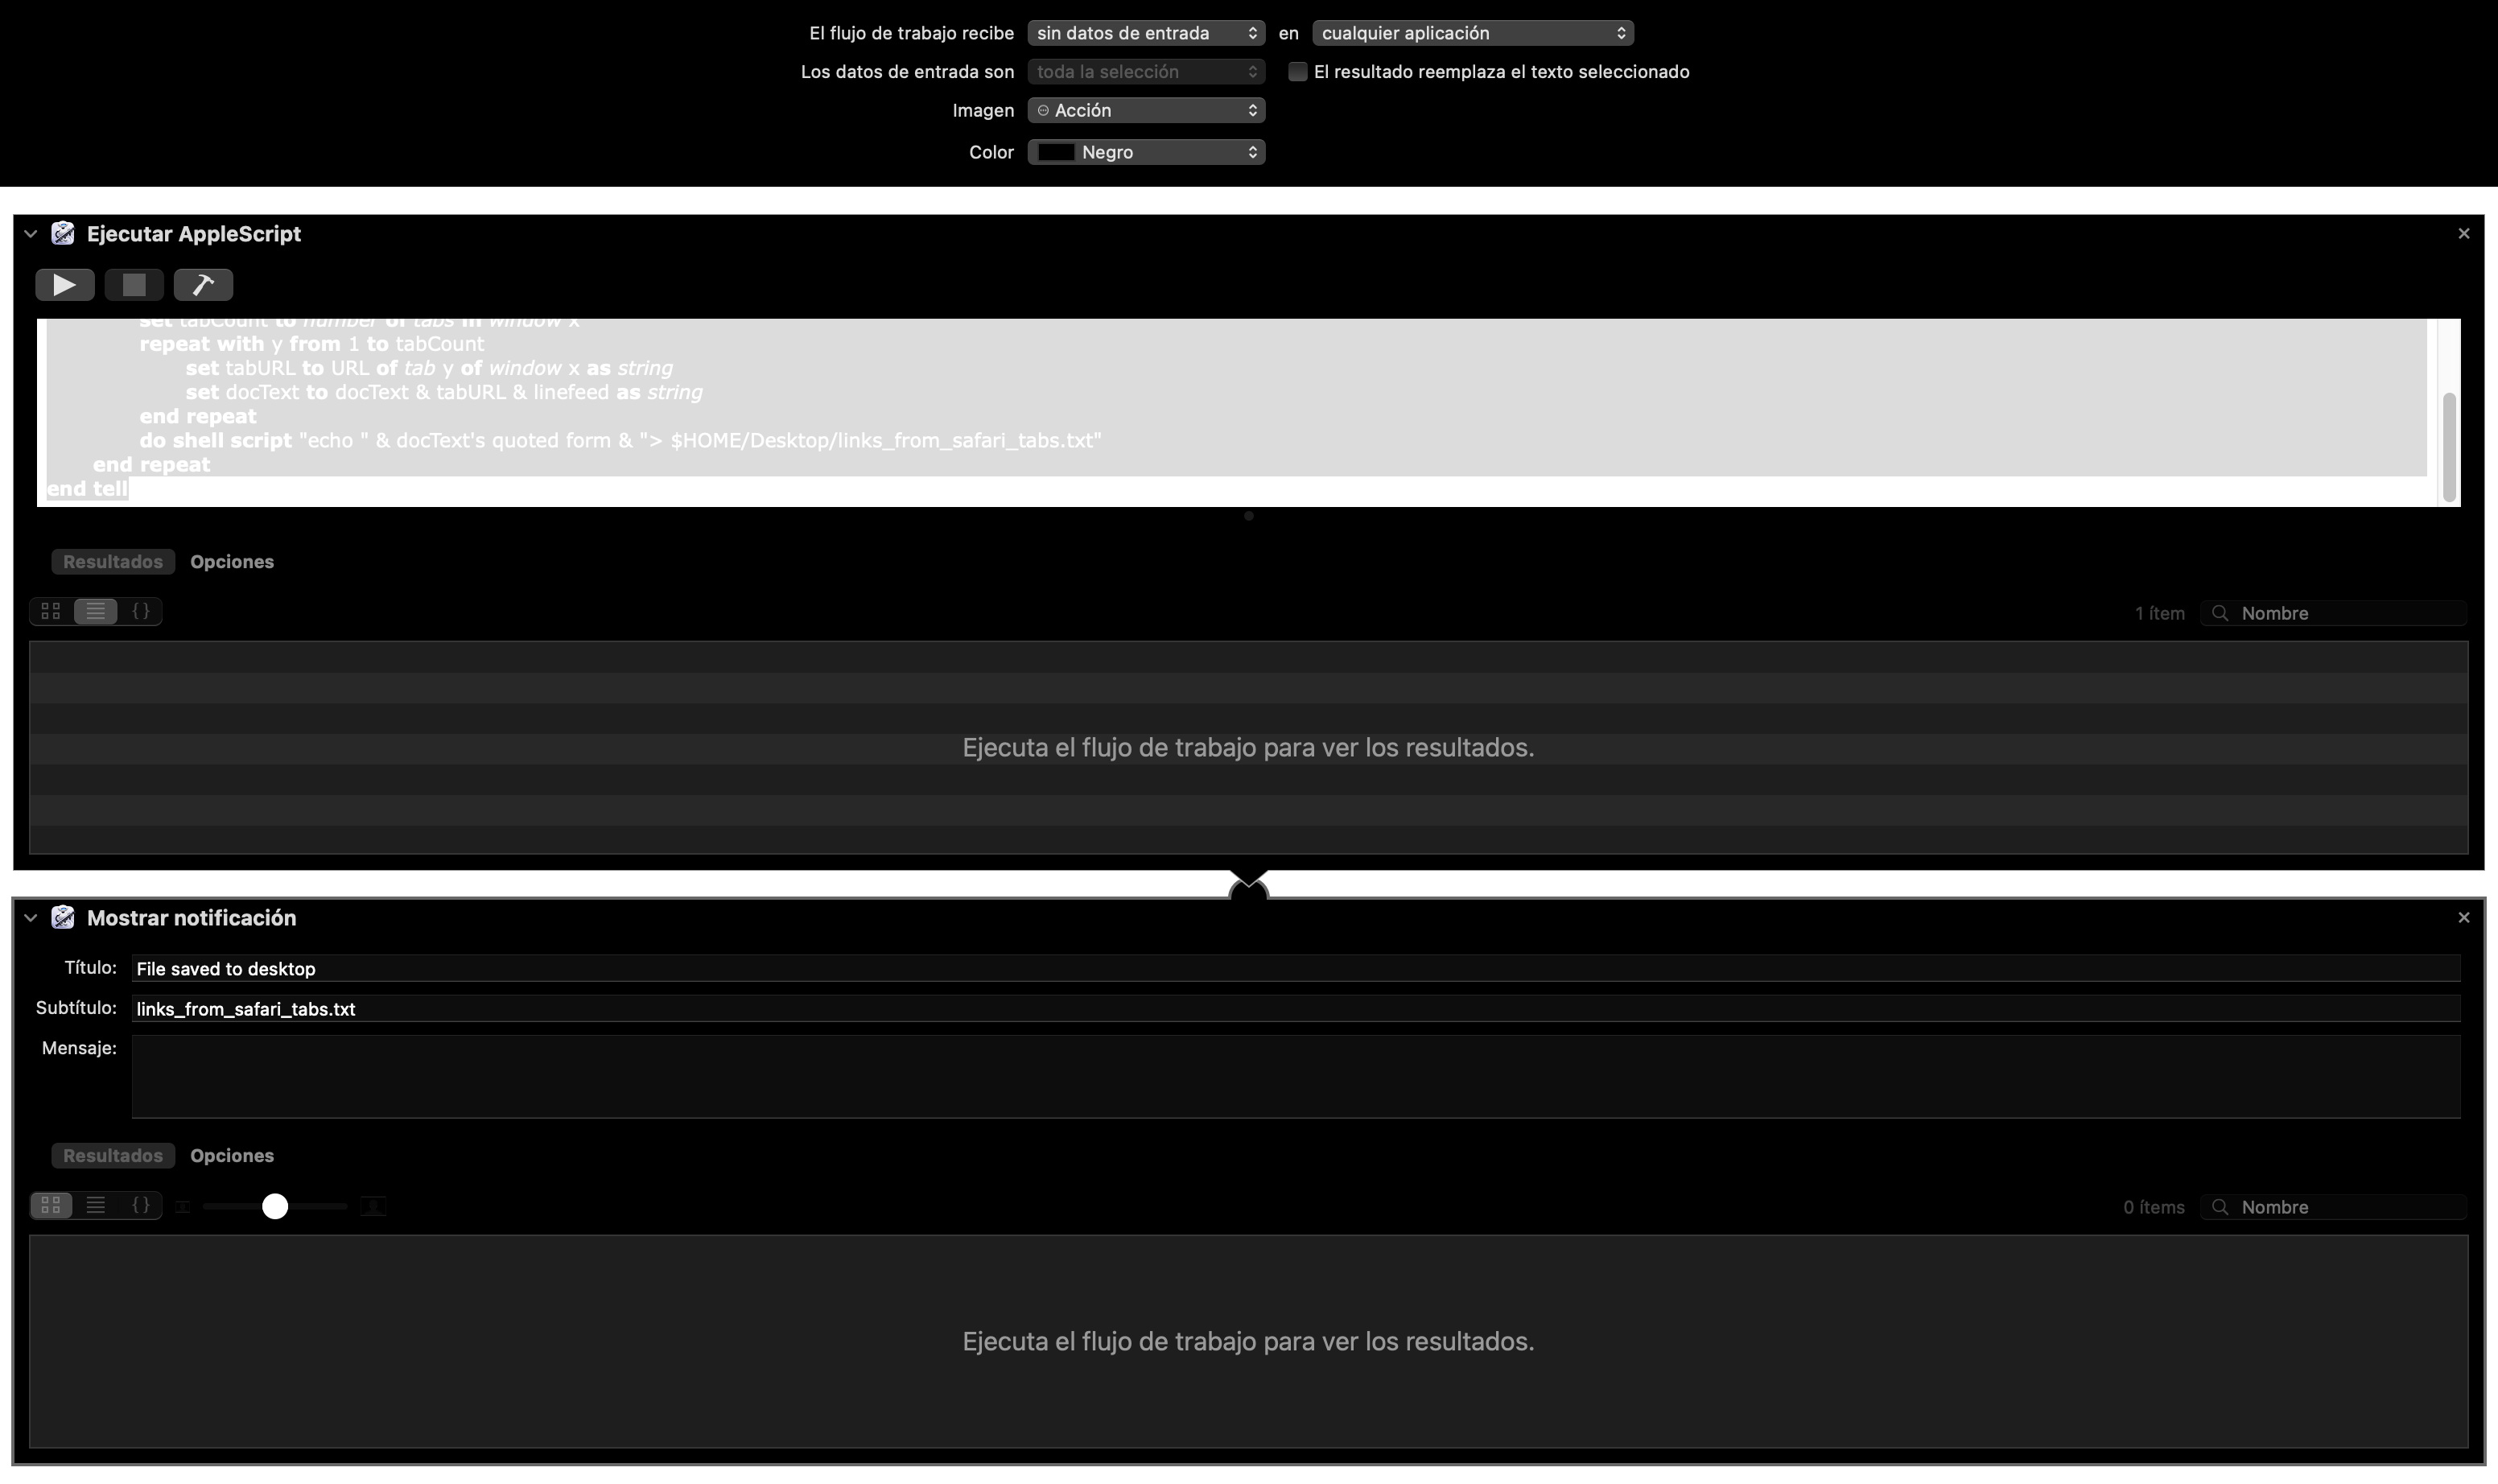 El flujo de trabajo recibe sin datos de entrada en cualquier aplicación
Los datos de entrada son toda la selección El resultado reemplaza el texto seleccionado
Imagen Acción
Color Negro
Ejecutar AppleScript
set tabCount to number of tabs in window x
repeat with y from 1 to tabCount
set tabURL to URL of tab y of window x as string
set docText to docText & tabURL & linefeed as string
end repeat
do shell script "echo " & docText's quoted form & "> $HOME/Desktop/links_from_safari_tabs.txt"
end repeat
end tell
Resultados Opciones
{} 1 ítem Nombre
Ejecuta el flujo de trabajo para ver los resultados.
Mostrar notificación
Título: File saved to desktop
Subtítulo: links_from_safari_tabs.txt
Mensaje:
Resultados Opciones
{} 0 ítems Nombre
Ejecuta el flujo de trabajo para ver los resultados.